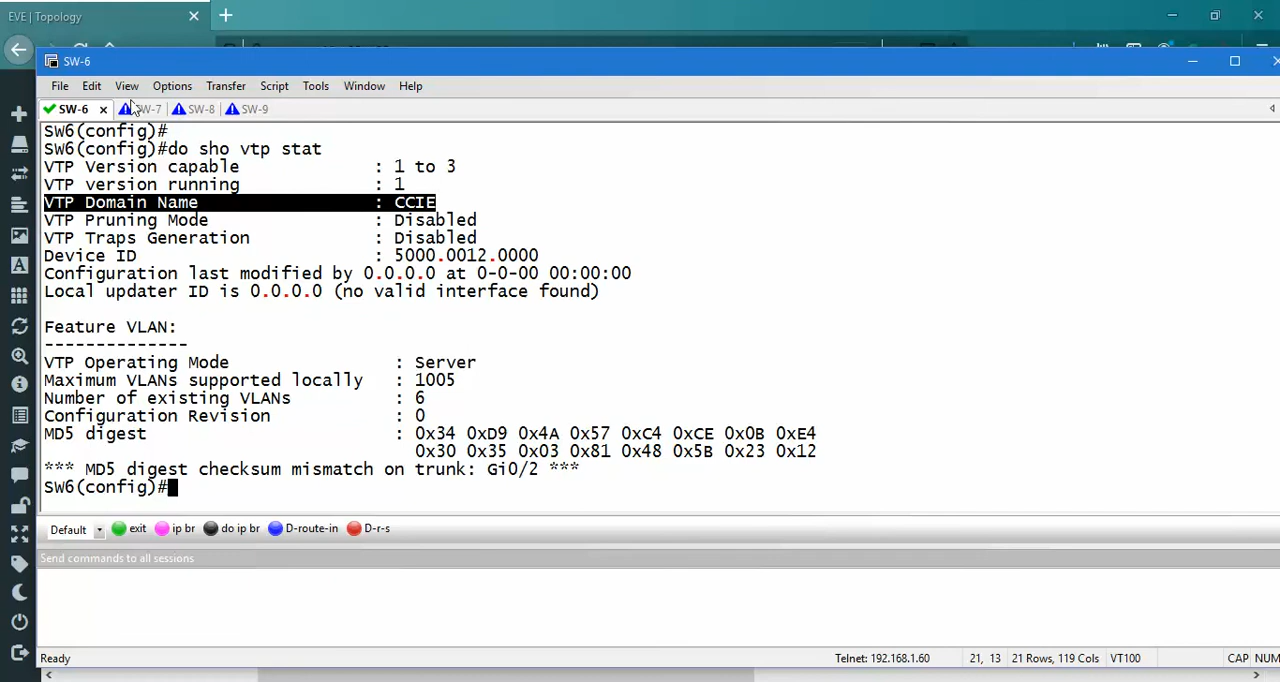 EVE | Topology
SW-6
File Edit View Options Transfer Script Tools Window Help
SW-6 SW-7 SW-8 SW-9
SW6(config)#
SW6(config)#do sho vtp stat
VTP Version capable : 1 to 3
VTP version running : 1
VTP Domain Name : CCIE
VTP Pruning Mode : Disabled
VTP Traps Generation : Disabled
Device ID : 5000.0012.0000
Configuration last modified by 0.0.0.0 at 0-0-00 00:00:00
Local updater ID is 0.0.0.0 (no valid interface found)
Feature VLAN:
--------------
VTP Operating Mode : Server
Maximum VLANs supported locally : 1005
Number of existing VLANs : 6
Configuration Revision : 0
MD5 digest : 0x34 0xD9 0x4A 0x57 0xC4 0xCE 0x0B 0xE4
0x30 0x35 0x03 0x81 0x48 0x5B 0x23 0x12
*** MD5 digest checksum mismatch on trunk: Gi0/2 ***
SW6(config)#
Default exit ip br do ip br D-route-in D-r-s
Send commands to all sessions
Ready Telnet: 192.168.1.60 21, 13 21 Rows, 119 Cols VT100 CAP NUM